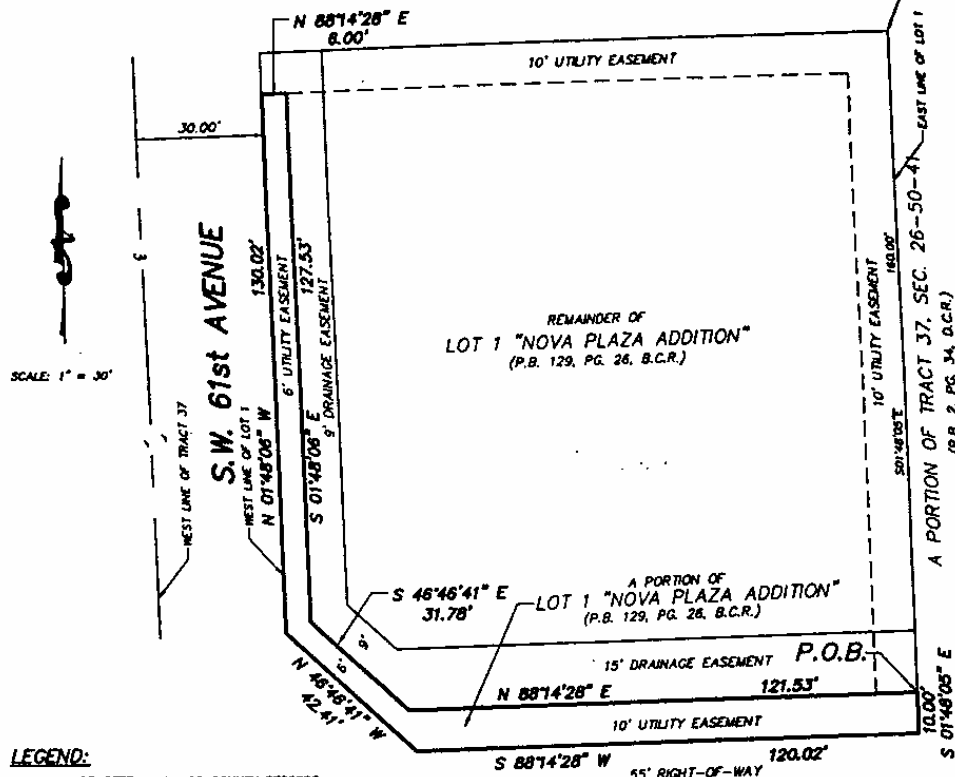 N 88°14'28" E
6.00'
10' UTILITY EASEMENT
EAST LINE OF LOT 1
30.00'
SCALE: 1" = 30'
S.W. 61st AVENUE
WEST LINE OF TRACT 37
WEST LINE OF LOT 1
N 01°48'06" W
130.02'
6' UTILITY EASEMENT
127.53'
S 01°48'06" E
9' DRAINAGE EASEMENT
REMAINDER OF
LOT 1 "NOVA PLAZA ADDITION"
(P.B. 129, PG. 26, B.C.R.)
10' UTILITY EASEMENT
160.00'
S01°48'05"E
A PORTION OF TRACT 37, SEC. 26-50-41
(P.B. 2, PG. 34, D.C.R.)
S 46°46'41" E
31.78'
A PORTION OF
LOT 1 "NOVA PLAZA ADDITION"
(P.B. 129, PG. 26, B.C.R.)
15' DRAINAGE EASEMENT
P.O.B.
N 46°46'41" W
42.41'
N 88°14'28" E
121.53'
10' UTILITY EASEMENT
10.00'
S 01°48'05" E
S 88°14'28" W
120.02'
55' RIGHT-OF-WAY
LEGEND: